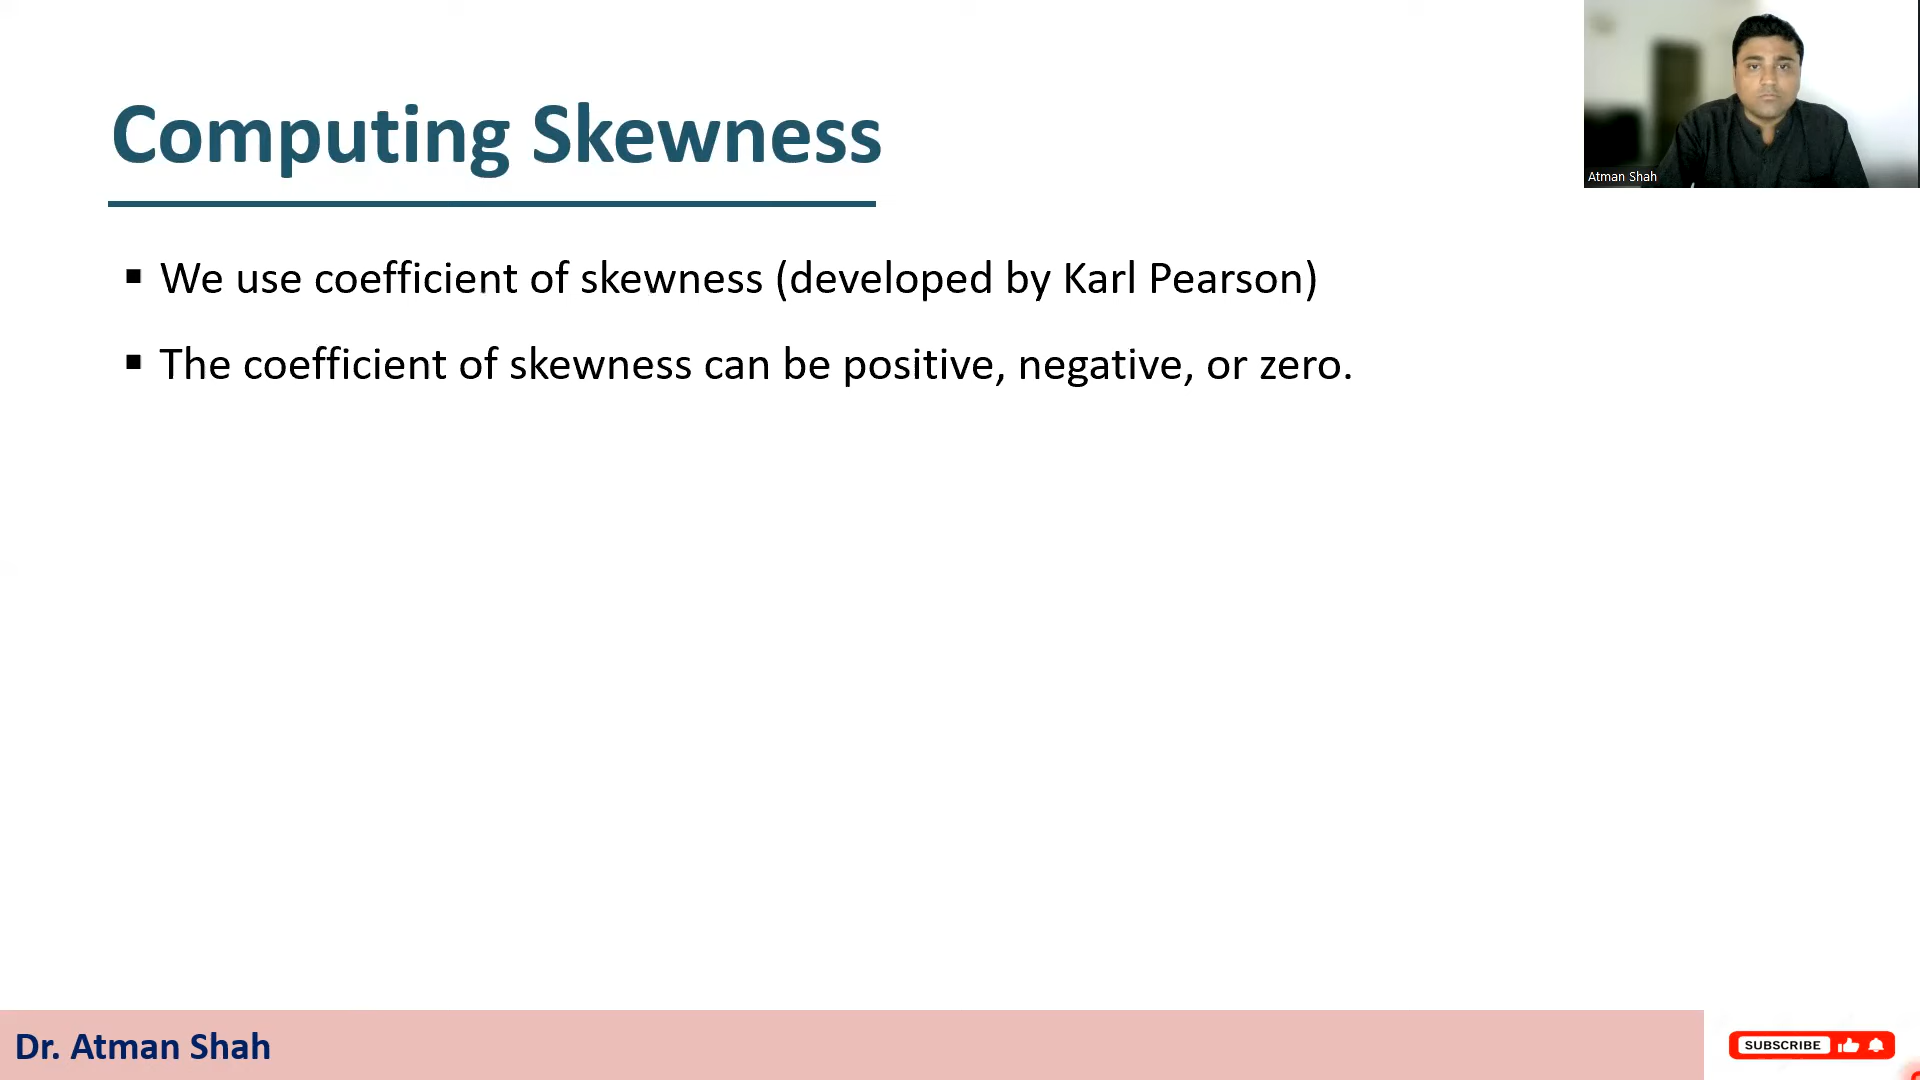 Computing Skewness
Atman Shah
▪ We use coefficient of skewness (developed by Karl Pearson)
▪ The coefficient of skewness can be positive, negative, or zero.
Dr. Atman Shah
SUBSCRIBE